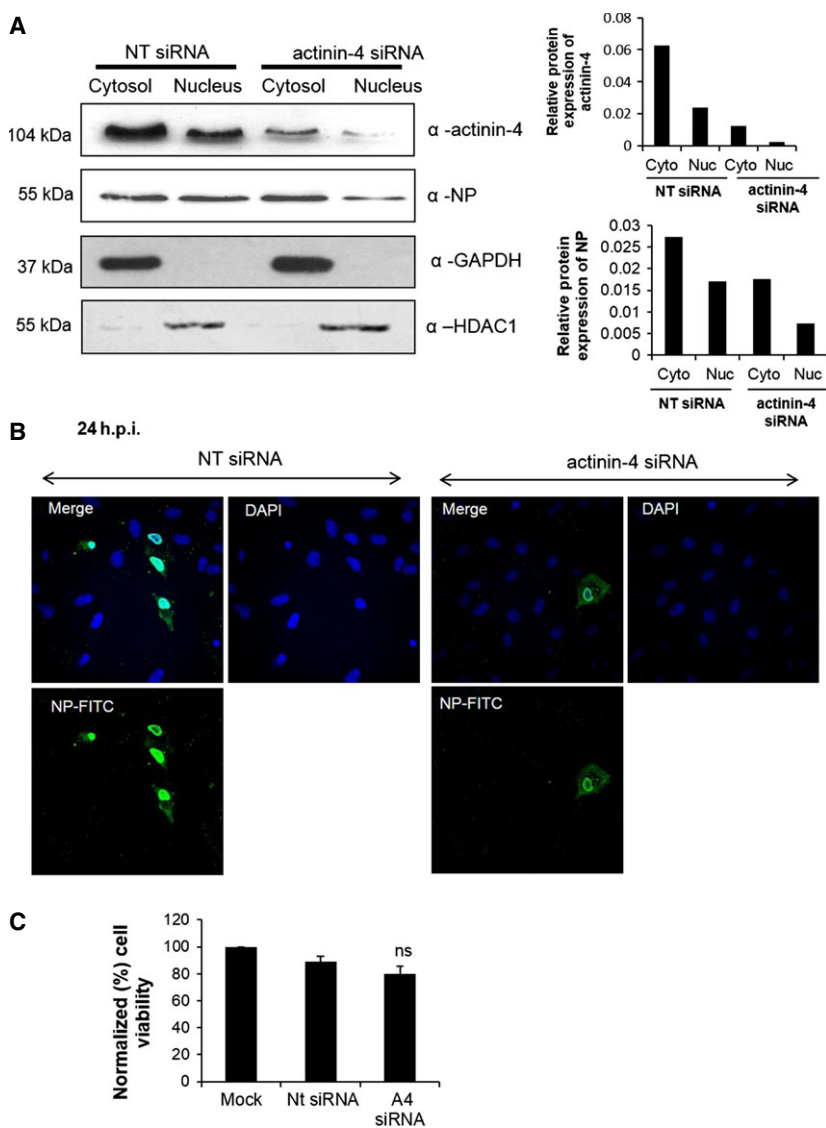 A
NT siRNA actinin-4 siRNA
Cytosol Nucleus Cytosol Nucleus
104 kDa α -actinin-4
55 kDa α -NP
37 kDa α -GAPDH
55 kDa α –HDAC1
Relative protein
expression of
actinin-4
0.08
0.06
0.04
0.02
0
Cyto Nuc Cyto Nuc
NT siRNA actinin-4
siRNA
Relative protein
expression of NP
0.03
0.025
0.02
0.015
0.01
0.005
0
Cyto Nuc Cyto Nuc
NT siRNA actinin-4
siRNA
B
24 h.p.i.
NT siRNA actinin-4 siRNA
Merge DAPI Merge DAPI
NP-FITC NP-FITC
C
Normalized (%) cell
viability
120
100
80
60
40
20
0
ns
Mock Nt siRNA A4
siRNA